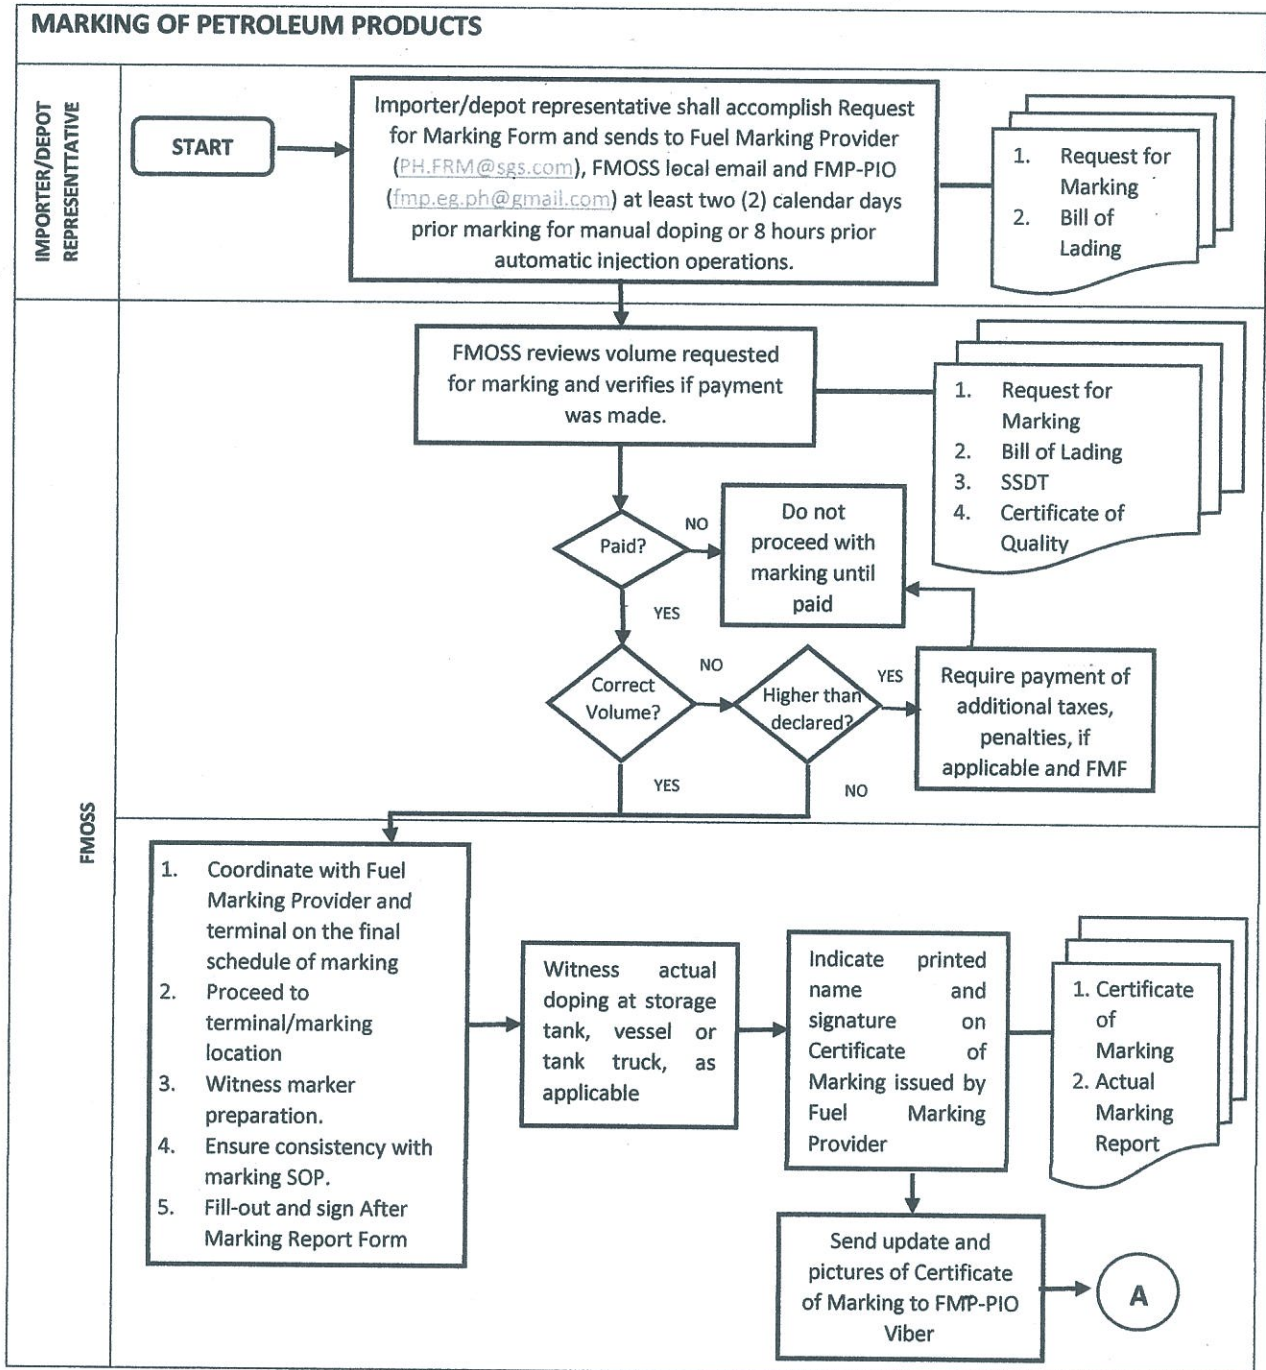 MARKING OF PETROLEUM PRODUCTS
IMPORTER/DEPOT
REPRESENTTATIVE
START
Importer/depot representative shall accomplish Request
for Marking Form and sends to Fuel Marking Provider
(PH.FRM@sgs.com), FMOSS local email and FMP-PIO
(fmp.eg.ph@gmail.com) at least two (2) calendar days
prior marking for manual doping or 8 hours prior
automatic injection operations.
1. Request for
Marking
2. Bill of
Lading
FMOSS
FMOSS reviews volume requested
for marking and verifies if payment
was made.
1. Request for
Marking
2. Bill of Lading
3. SSDT
4. Certificate of
Quality
Paid?
NO
Do not
proceed with
marking until
paid
YES
Correct
Volume?
NO
Higher than
declared?
YES
Require payment of
additional taxes,
penalties, if
applicable and FMF
YES
NO
1. Coordinate with Fuel
Marking Provider and
terminal on the final
schedule of marking
2. Proceed to
terminal/marking
location
3. Witness marker
preparation.
4. Ensure consistency with
marking SOP.
5. Fill-out and sign After
Marking Report Form
Witness actual
doping at storage
tank, vessel or
tank truck, as
applicable
Indicate printed
name and
signature on
Certificate of
Marking issued by
Fuel Marking
Provider
1. Certificate
of
Marking
2. Actual
Marking
Report
Send update and
pictures of Certificate
of Marking to FMP-PIO
Viber
A